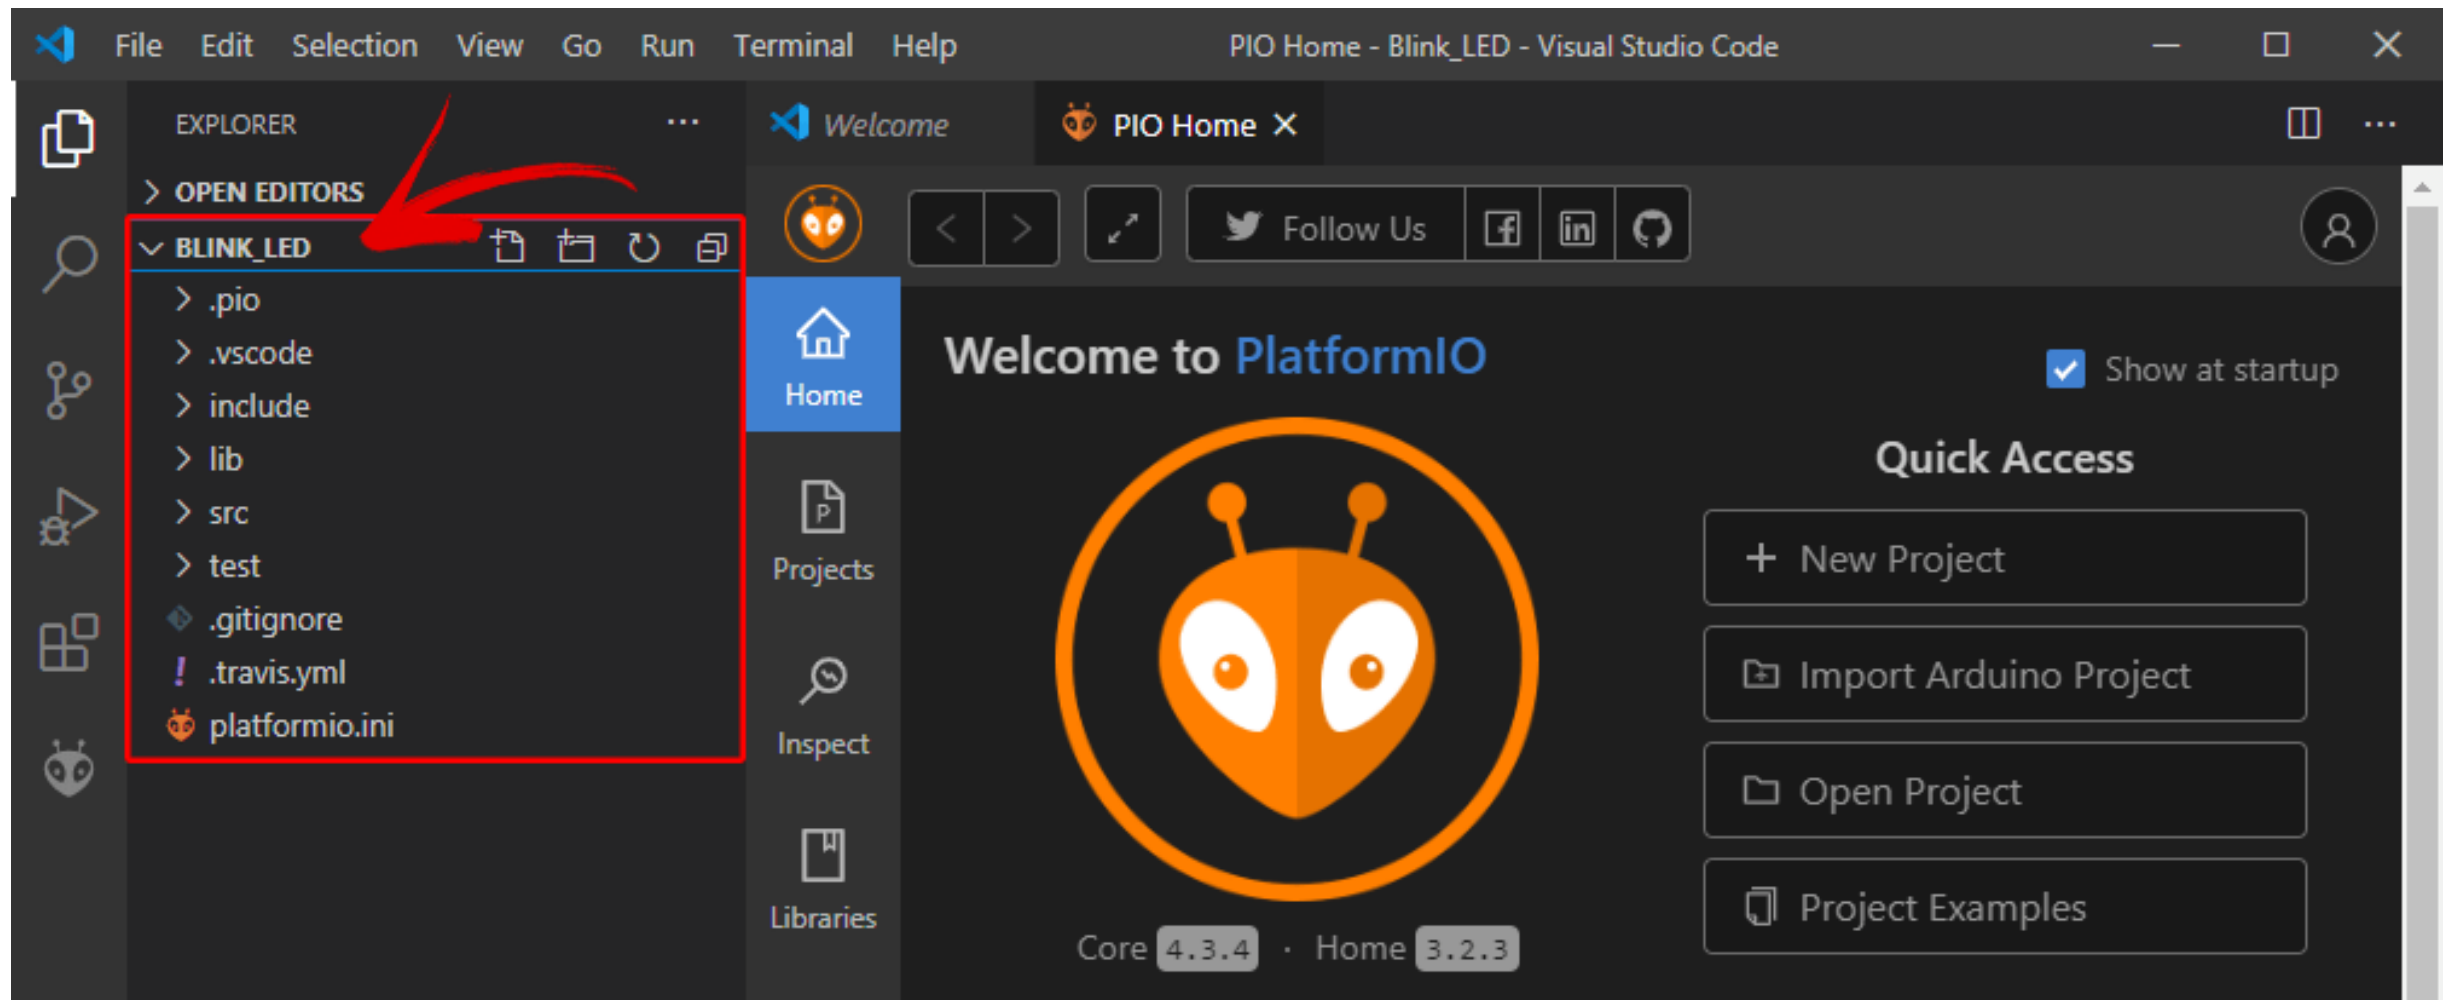 File Edit Selection View Go Run Terminal Help PIO Home - Blink_LED - Visual Studio Code
EXPLORER
OPEN EDITORS
BLINK_LED
.pio
.vscode
include
lib
src
test
.gitignore
.travis.yml
platformio.ini
Welcome PIO Home
Follow Us
Home
Projects
Inspect
Libraries
Welcome to PlatformIO
Show at startup
Core 4.3.4 · Home 3.2.3
Quick Access
New Project
Import Arduino Project
Open Project
Project Examples